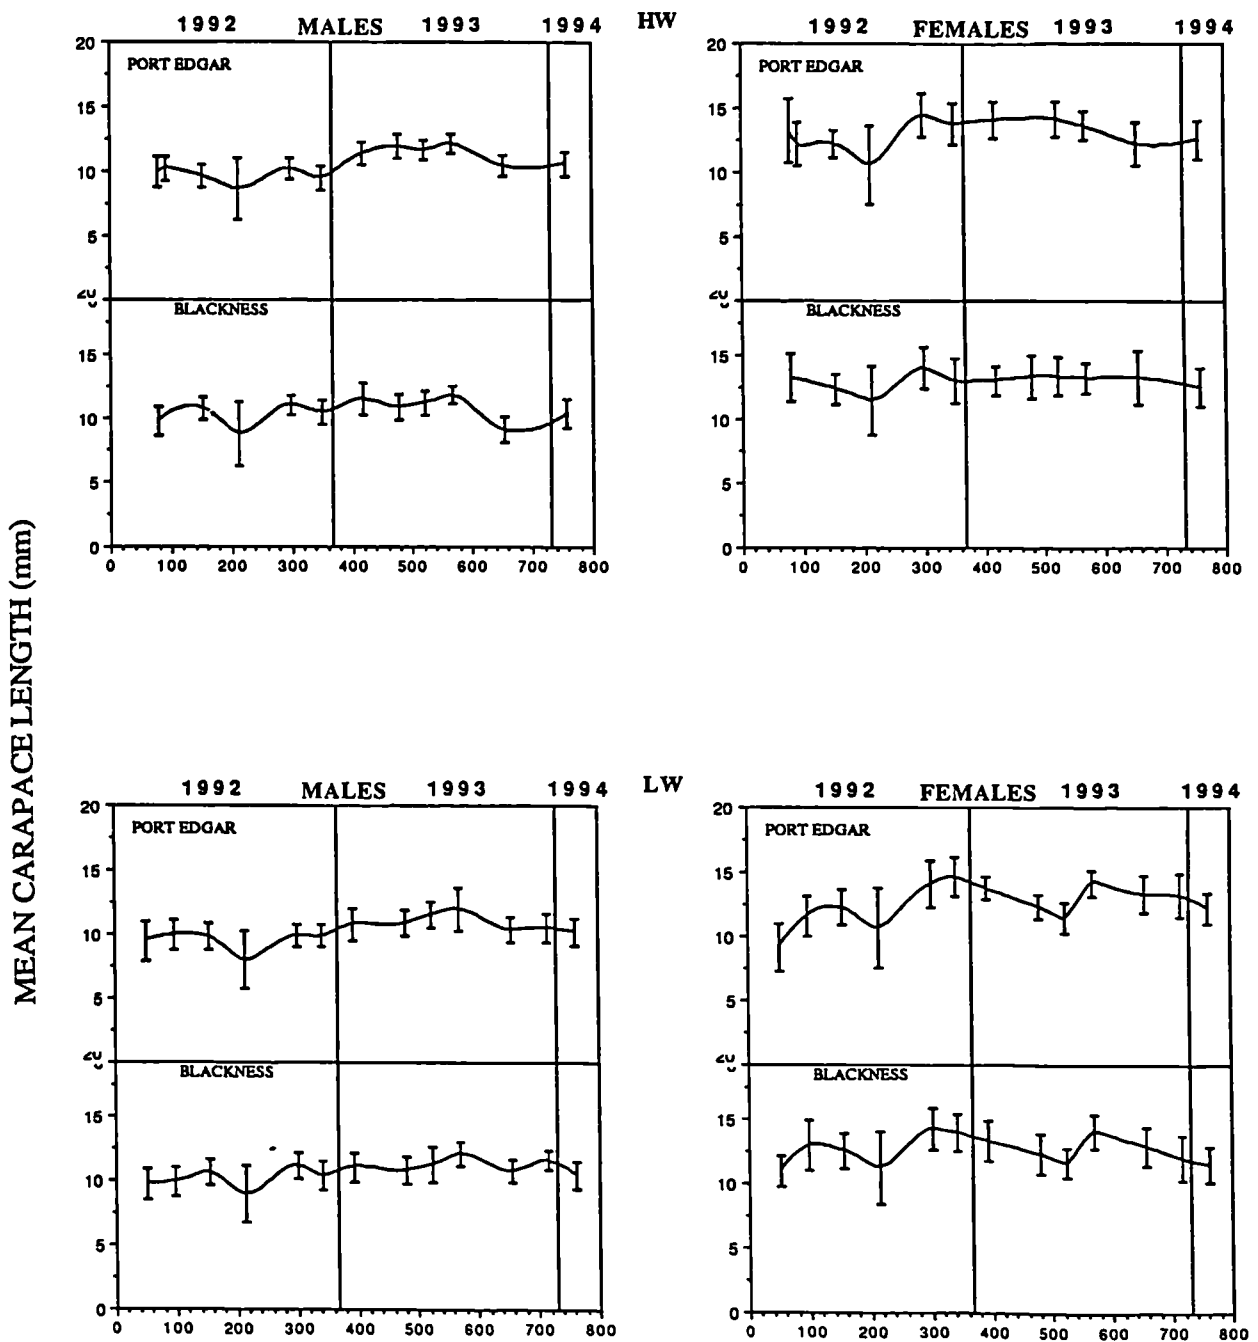 1992 MALES 1993 1994 HW 1992 FEMALES 1993 1994
20 20
PORT EDGAR PORT EDGAR
15 15
10 10
5 5
BLACKNESS BLACKNESS
15 15
10 10
5 5
0 0
0 100 200 300 400 500 600 700 800 0 100 200 300 400 500 600 700 800
MEAN CARAPACE LENGTH (mm)
1992 MALES 1993 1994 LW 1992 FEMALES 1993 1994
20 20
PORT EDGAR PORT EDGAR
15 15
10 10
5 5
BLACKNESS BLACKNESS
15 15
10 10
5 5
0 0
0 100 200 300 400 500 600 700 800 0 100 200 300 400 500 600 700